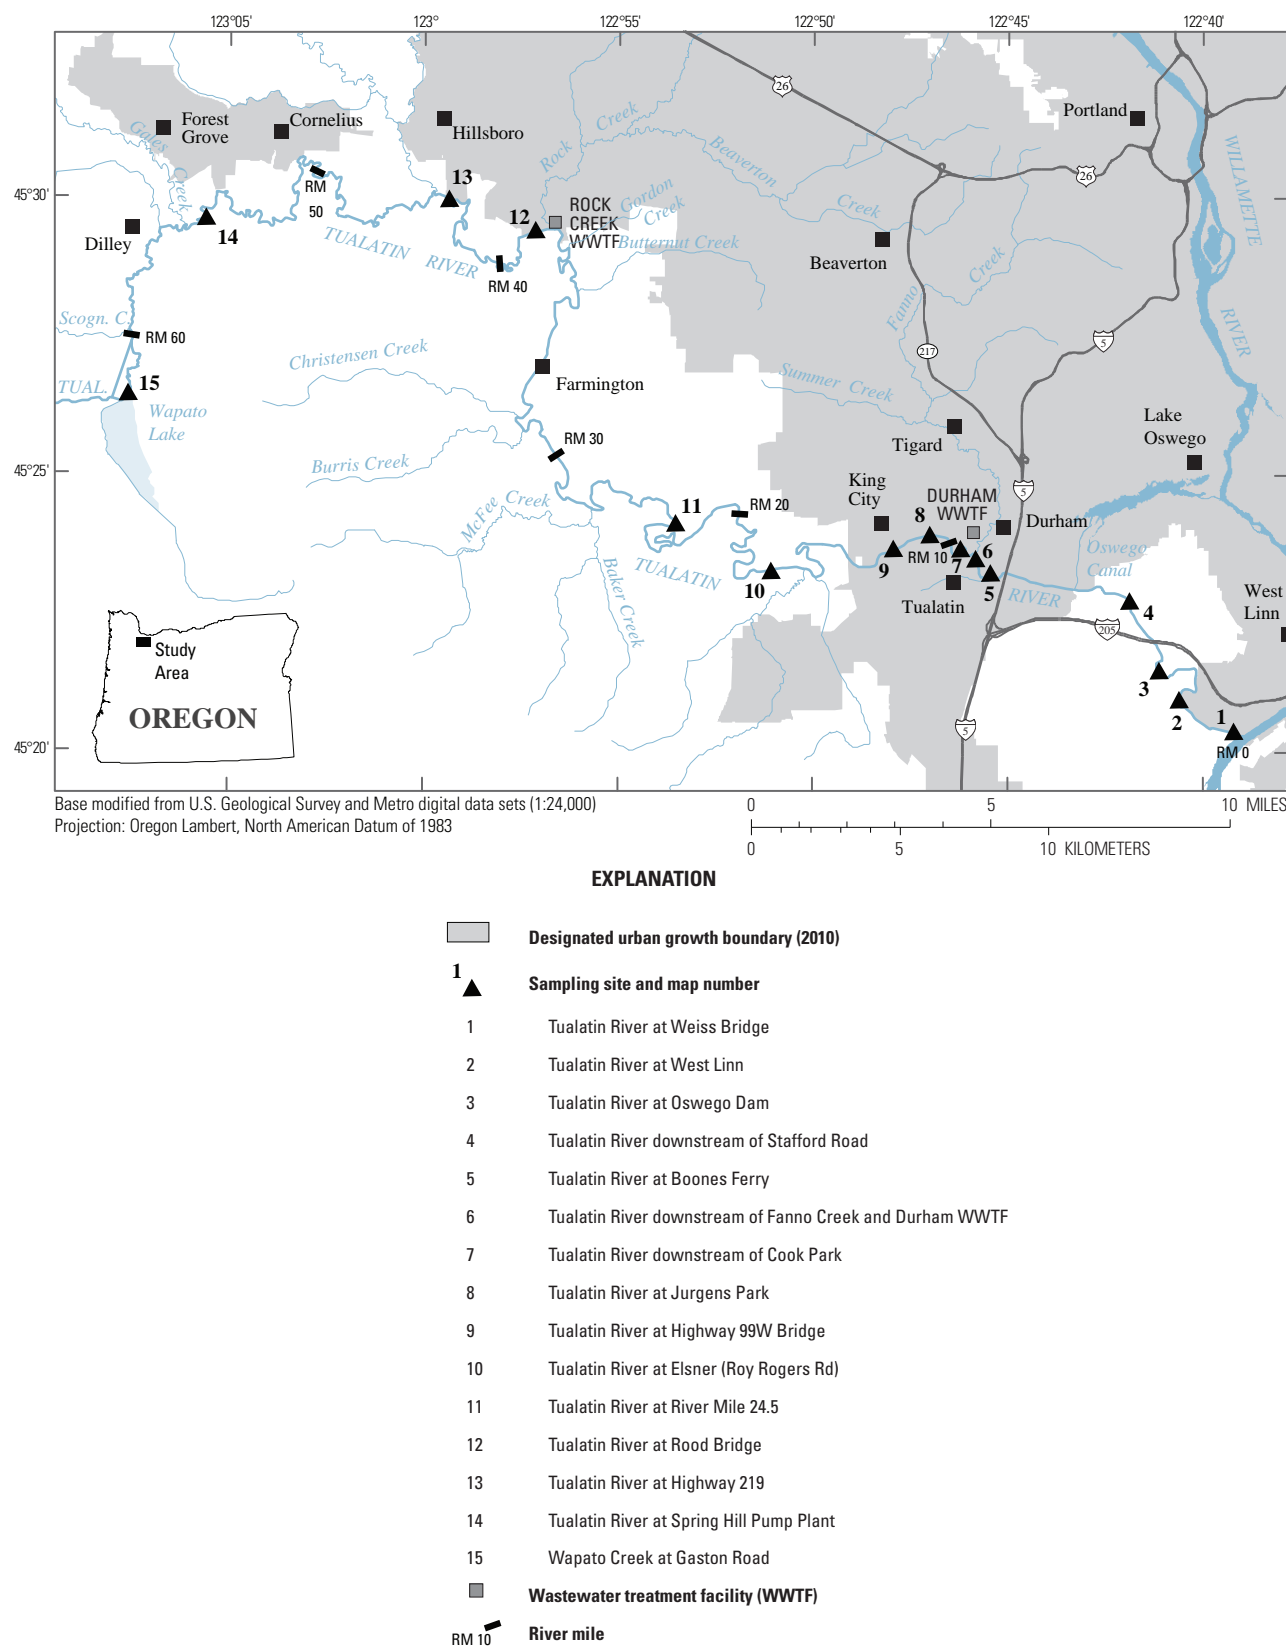 123°05'
123°
122°55'
122°50'
122°45'
122°40'
26
Portland
Forest
Grove
Cornelius
Hillsboro
Gales
Creek
Rock
Creek
Beaverton
Creek
WILLAMETTE
RIVER
26
45°30'
RM
50
13
12
ROCK
CREEK
WWTF
Gordon
Creek
Butternut Creek
Dilley
14
TUALATIN RIVER
RM 40
Beaverton
Fanno
Creek
Scogn. C.
RM 60
5
217
Christensen Creek
TUAL.
15
Farmington
Summer Creek
Wapato
Lake
Lake
Oswego
Tigard
RM 30
45°25'
Burris Creek
King
City
DURHAM
WWTF
5
McFee Creek
11
RM 20
8
Durham
RM 10
9
7
6
5
Oswego
Canal
TUALATIN
10
Baker Creek
Tualatin
RIVER
West
Linn
4
205
Study
Area
OREGON
3
2
1
RM 0
5
45°20'
Base modified from U.S. Geological Survey and Metro digital data sets (1:24,000)
Projection: Oregon Lambert, North American Datum of 1983
0 5 10 MILES
0 5 10 KILOMETERS
EXPLANATION
Designated urban growth boundary (2010)
1 Sampling site and map number
1 Tualatin River at Weiss Bridge
2 Tualatin River at West Linn
3 Tualatin River at Oswego Dam
4 Tualatin River downstream of Stafford Road
5 Tualatin River at Boones Ferry
6 Tualatin River downstream of Fanno Creek and Durham WWTF
7 Tualatin River downstream of Cook Park
8 Tualatin River at Jurgens Park
9 Tualatin River at Highway 99W Bridge
10 Tualatin River at Elsner (Roy Rogers Rd)
11 Tualatin River at River Mile 24.5
12 Tualatin River at Rood Bridge
13 Tualatin River at Highway 219
14 Tualatin River at Spring Hill Pump Plant
15 Wapato Creek at Gaston Road
Wastewater treatment facility (WWTF)
RM 10 River mile